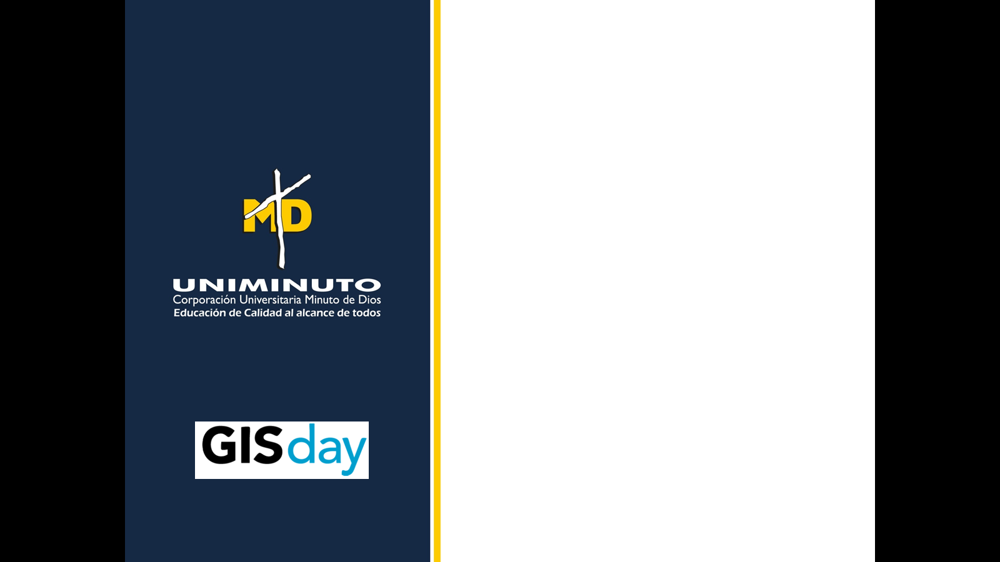 MD
UNIMINUTO
Corporación Universitaria Minuto de Dios
Educación de Calidad al alcance de todos
GISday